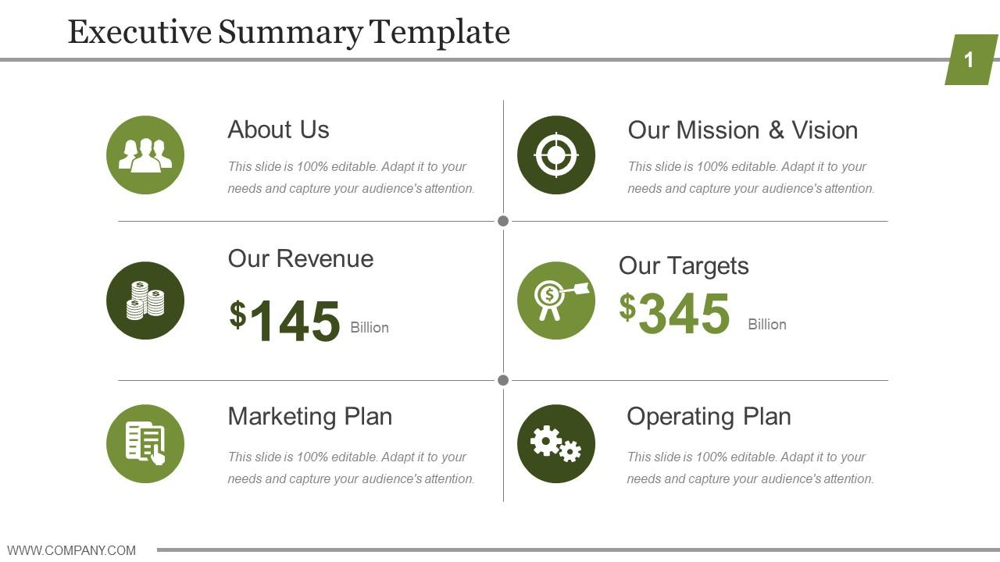 Executive Summary Template
1
About Us
This slide is 100% editable. Adapt it to your
needs and capture your audience's attention.
Our Mission & Vision
This slide is 100% editable. Adapt it to your
needs and capture your audience's attention.
Our Revenue
$145 Billion
Our Targets
$345 Billion
Marketing Plan
This slide is 100% editable. Adapt it to your
needs and capture your audience's attention.
Operating Plan
This slide is 100% editable. Adapt it to your
needs and capture your audience's attention.
WWW.COMPANY.COM